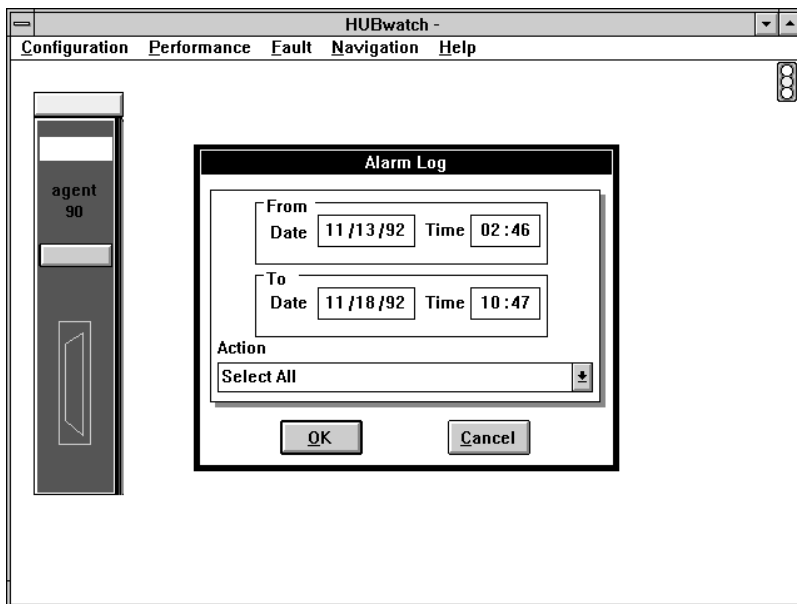 HUBwatch -
Configuration Performance Fault Navigation Help
agent
90
Alarm Log
From
Date 11/13/92 Time 02:46
To
Date 11/18/92 Time 10:47
Action
Select All
OK Cancel